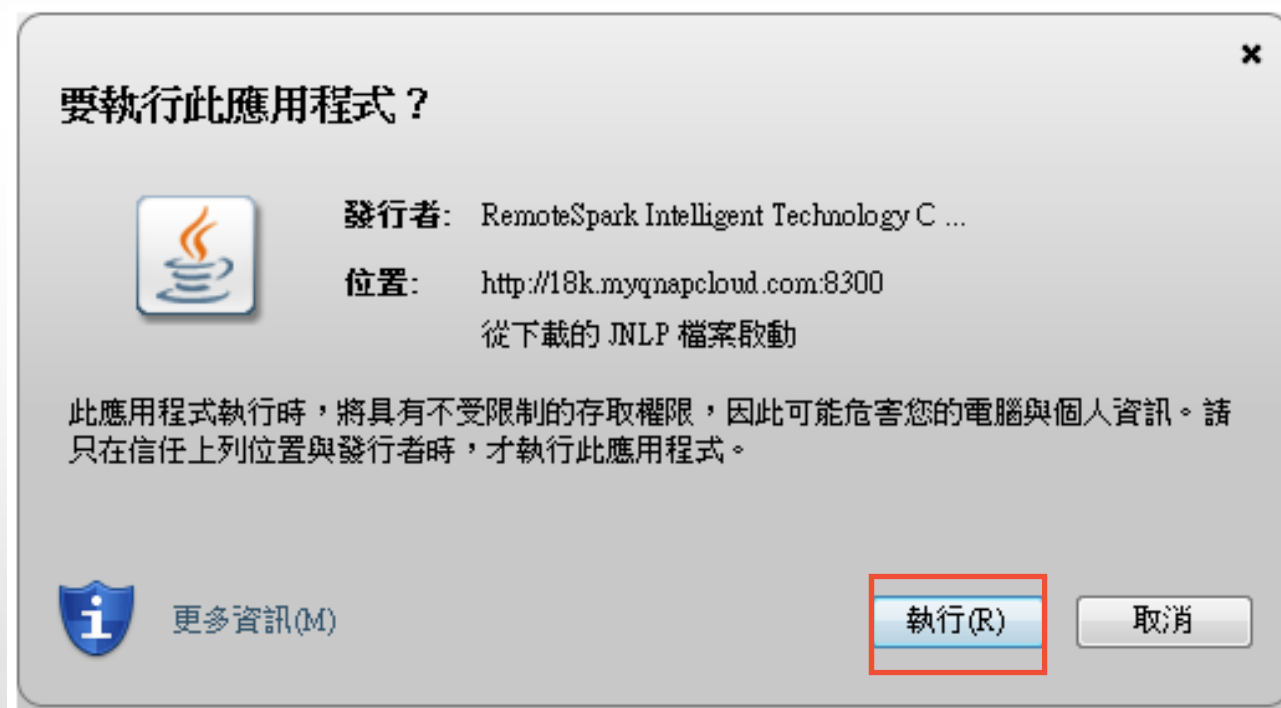 要執行此應用程式？
發行者: RemoteSpark Intelligent Technology C ...
位置: http://18k.myqnapcloud.com:8300
從下載的 JNLP 檔案啟動
此應用程式執行時，將具有不受限制的存取權限，因此可能危害您的電腦與個人資訊。請
只在信任上列位置與發行者時，才執行此應用程式。
更多資訊(M)
執行(R)
取消